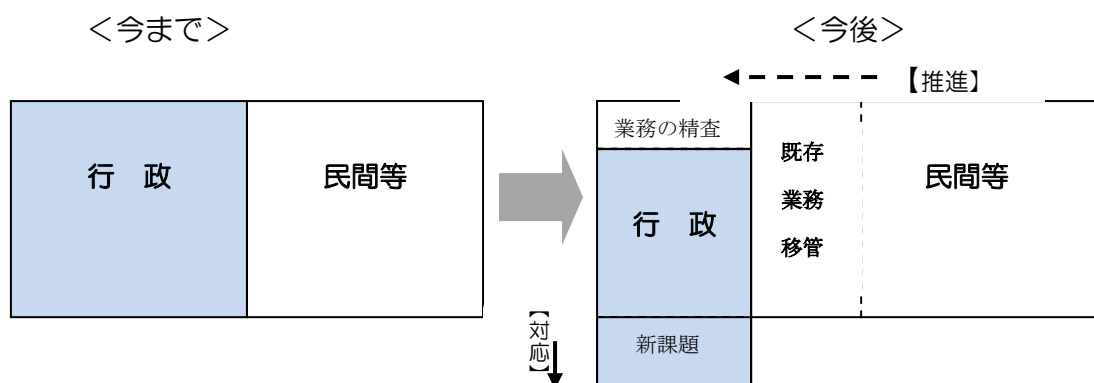 ＜今まで＞
＜今後＞
【推進】
行　政
民間等
業務の精査
行　政
既存
業務
移管
民間等
【対応】
新課題